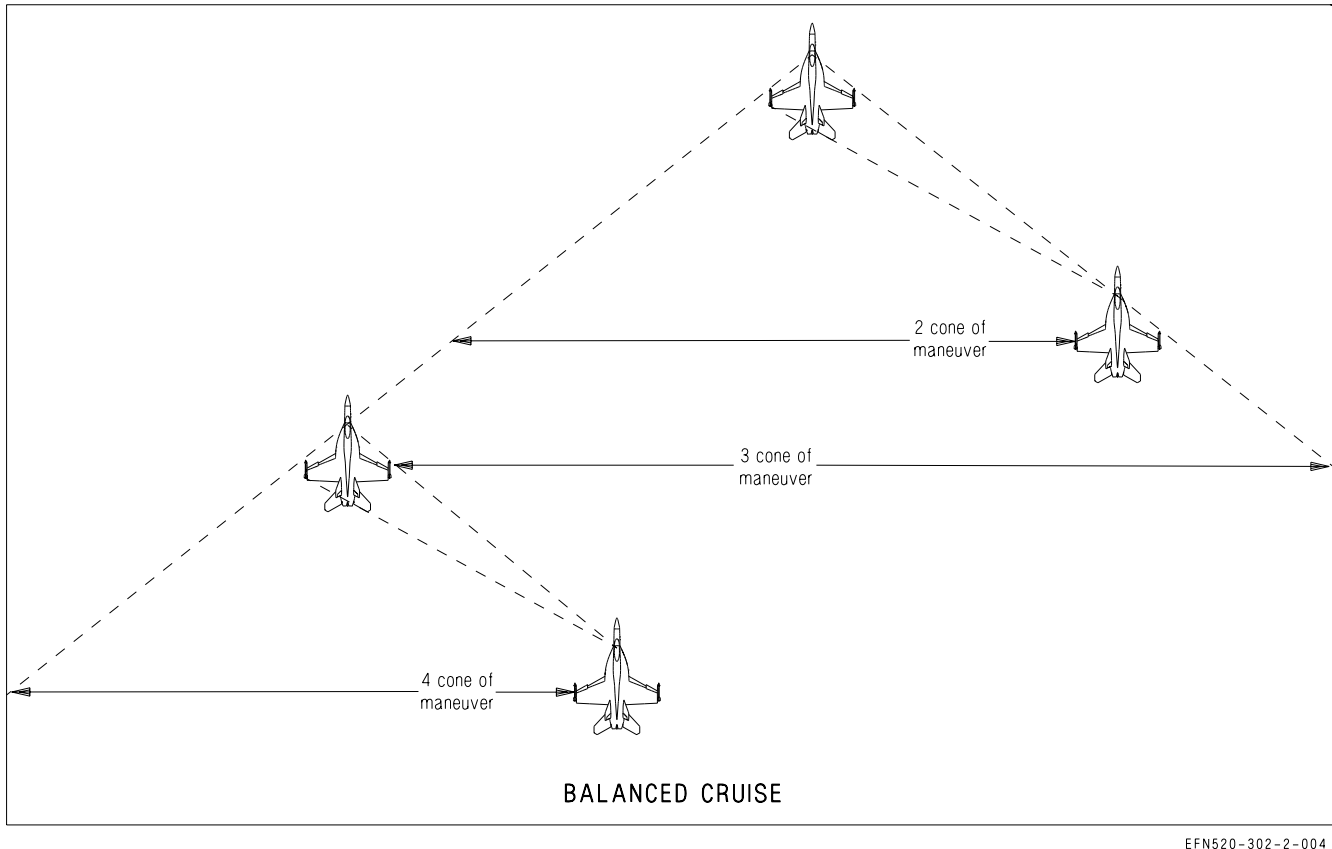 2 cone of
maneuver
3 cone of
maneuver
4 cone of
maneuver
BALANCED CRUISE
EFN520-302-2-004